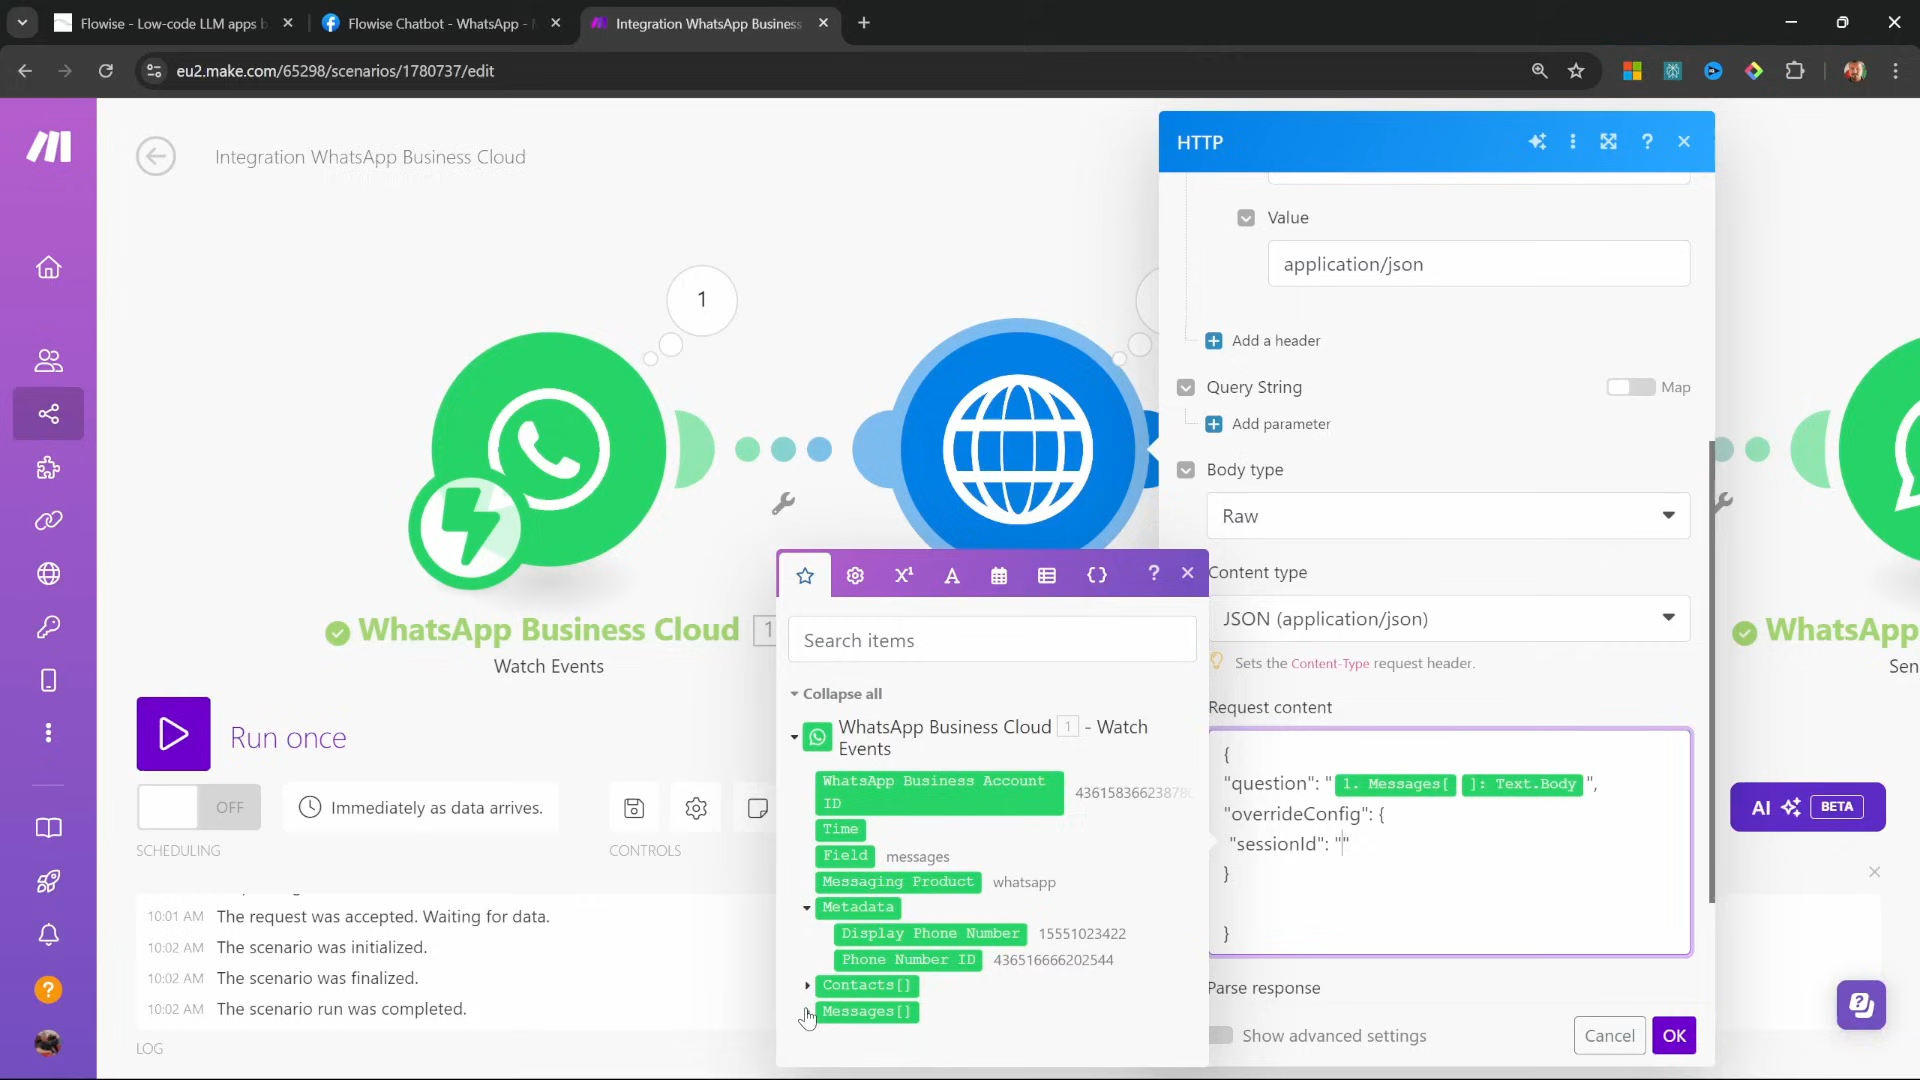 Flowise - Low-code LLM apps b
Flowise Chatbot - WhatsApp -
Integration WhatsApp Business
eu2.make.com/65298/scenarios/1780737/edit
Integration WhatsApp Business Cloud
HTTP
Value
application/json
1
Add a header
Query String
Map
Add parameter
Body type
Raw
Content type
JSON (application/json)
Sets the Content-Type request header.
WhatsApp Business Cloud 1
Watch Events
WhatsApp
Sen
Search items
Collapse all
WhatsApp Business Cloud 1 - Watch
Events
WhatsApp Business Account
ID
Time
Field messages
Messaging Product whatsapp
Metadata
Display Phone Number 15551023422
Phone Number ID 436516666202544
Contacts[]
Messages[]
Request content
{
"question": " 1. Messages[ ]: Text.Body ",
"overrideConfig": {
"sessionId": ""
}
}
Parse response
Show advanced settings
Cancel
OK
Run once
OFF
Immediately as data arrives.
SCHEDULING
CONTROLS
AI BETA
10:01 AM The request was accepted. Waiting for data.
10:02 AM The scenario was initialized.
10:02 AM The scenario was finalized.
10:02 AM The scenario run was completed.
LOG